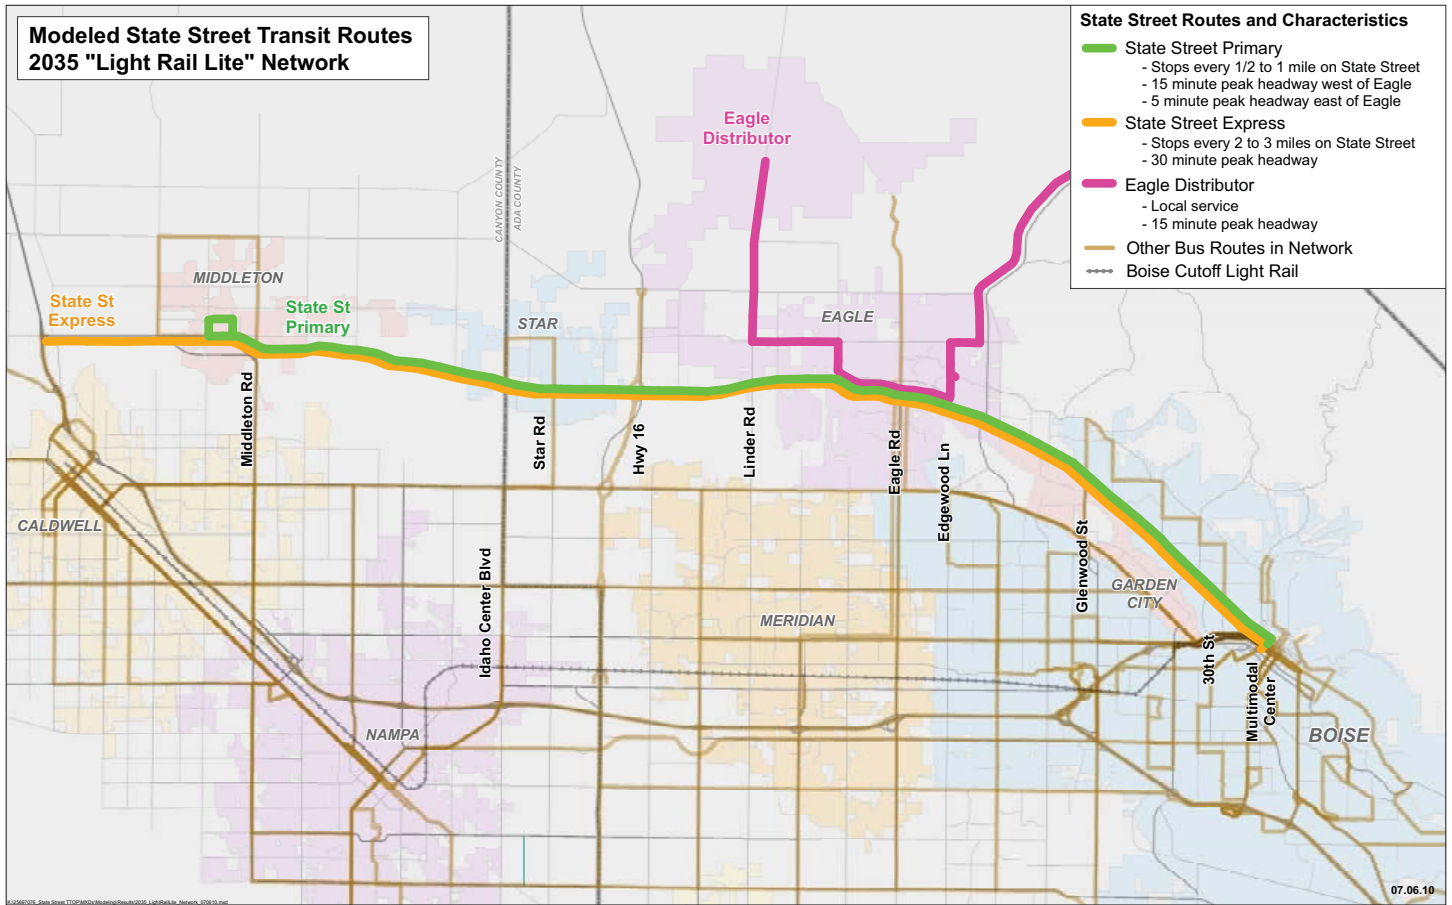 Modeled State Street Transit Routes
2035 "Light Rail Lite" Network
State Street Routes and Characteristics
State Street Primary
- Stops every 1/2 to 1 mile on State Street
- 15 minute peak headway west of Eagle
- 5 minute peak headway east of Eagle
State Street Express
- Stops every 2 to 3 miles on State Street
- 30 minute peak headway
Eagle Distributor
- Local service
- 15 minute peak headway
Other Bus Routes in Network
Boise Cutoff Light Rail
Eagle
Distributor
CANYON COUNTY
ADA COUNTY
MIDDLETON
State St
Express
State St
Primary
STAR
EAGLE
Middleton Rd
Star Rd
Hwy 16
Linder Rd
Eagle Rd
Edgewood Ln
CALDWELL
Idaho Center Blvd
Glenwood St
GARDEN
CITY
MERIDIAN
30th St
Multimodal
Center
NAMPA
BOISE
07.06.10